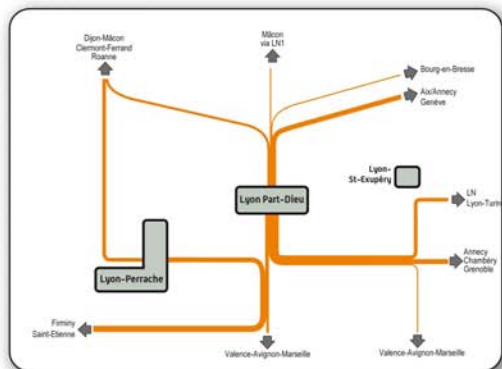 Dijon-Mâcon
Clermont-Ferrand
Roanne
Mâcon
via LN1
Bourg-en-Bresse
Aix/Annecy
Genève
Lyon-
St-Exupéry
Lyon Part-Dieu
LN
Lyon-Turin
Lyon-Perrache
Annecy
Chambéry
Grenoble
Firminy
Saint-Etienne
Valence-Avignon-Marseille
Valence-Avignon-Marseille